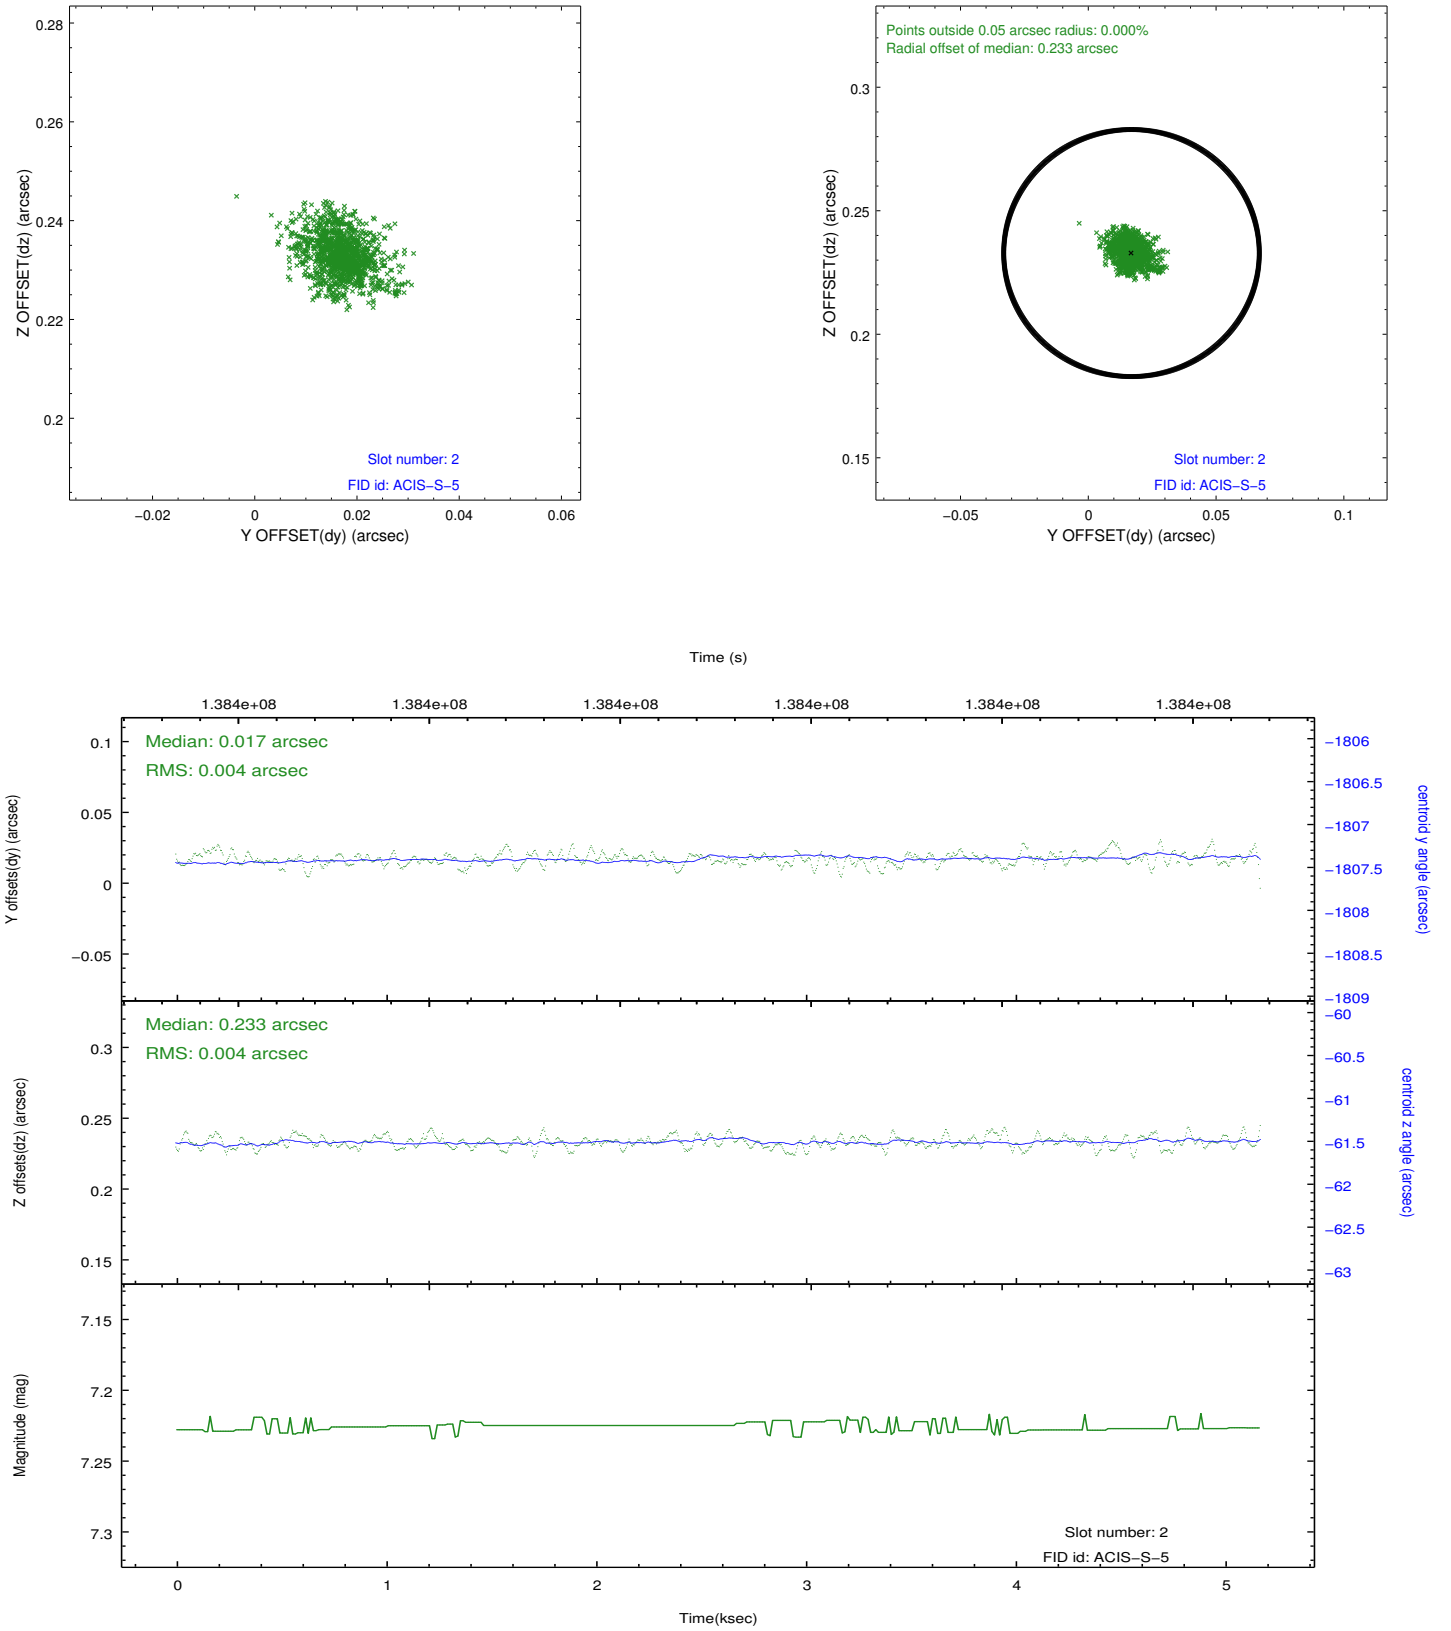 0.28
0.26
0.24
0.22
0.2
Z OFFSET(dz) (arcsec)
Slot number: 2
FID id: ACIS−S−5
−0.02 0 0.02 0.04 0.06
Y OFFSET(dy) (arcsec)
Points outside 0.05 arcsec radius: 0.000%
Radial offset of median: 0.233 arcsec
0.3
0.25
0.2
0.15
Z OFFSET(dz) (arcsec)
Slot number: 2
FID id: ACIS−S−5
−0.05 0 0.05 0.1
Y OFFSET(dy) (arcsec)
Time (s)
1.384e+08 1.384e+08 1.384e+08 1.384e+08 1.384e+08 1.384e+08
Median: 0.017 arcsec
RMS: 0.004 arcsec
0.1
0.05
0
−0.05
Y offsets(dy) (arcsec)
−1806
−1806.5
−1807
−1807.5
−1808
−1808.5
−1809
centroid y angle (arcsec)
Median: 0.233 arcsec
RMS: 0.004 arcsec
0.3
0.25
0.2
0.15
Z offsets(dz) (arcsec)
−60
−60.5
−61
−61.5
−62
−62.5
−63
centroid z angle (arcsec)
7.15
7.2
7.25
7.3
Magnitude (mag)
Slot number: 2
FID id: ACIS−S−5
0 1 2 3 4 5
Time(ksec)